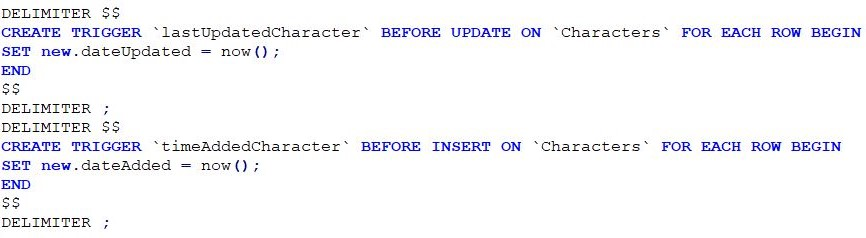 DELIMITER $$
CREATE TRIGGER `lastUpdatedCharacter` BEFORE UPDATE ON `Characters` FOR EACH ROW BEGIN
SET new.dateUpdated = now();
END
$$
DELIMITER ;
DELIMITER $$
CREATE TRIGGER `timeAddedCharacter` BEFORE INSERT ON `Characters` FOR EACH ROW BEGIN
SET new.dateAdded = now();
END
$$
DELIMITER ;